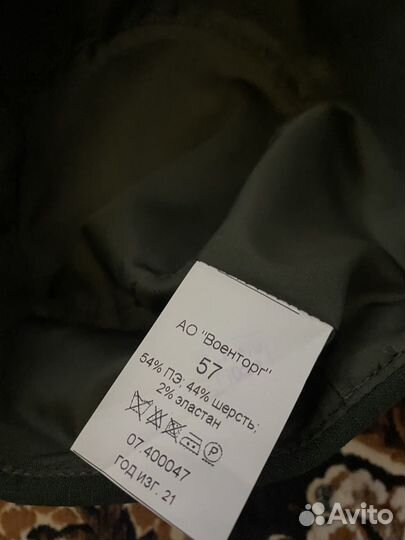 АО "Военторг"
57
54% ПЭ; 44% шерсть;
2% эластан
P
07.400047
ГОД ИЗГ. 21
Avito